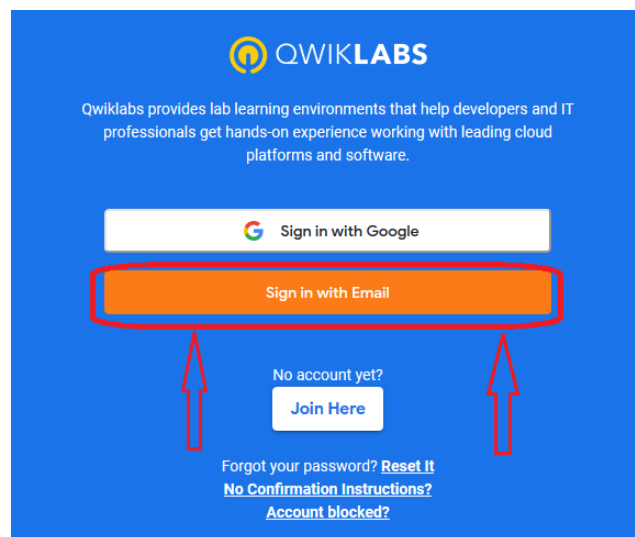 QWIKLABS
Qwiklabs provides lab learning environments that help developers and IT
professionals get hands-on experience working with leading cloud
platforms and software.
Sign in with Google
Sign in with Email
No account yet?
Join Here
Forgot your password? Reset It
No Confirmation Instructions?
Account blocked?